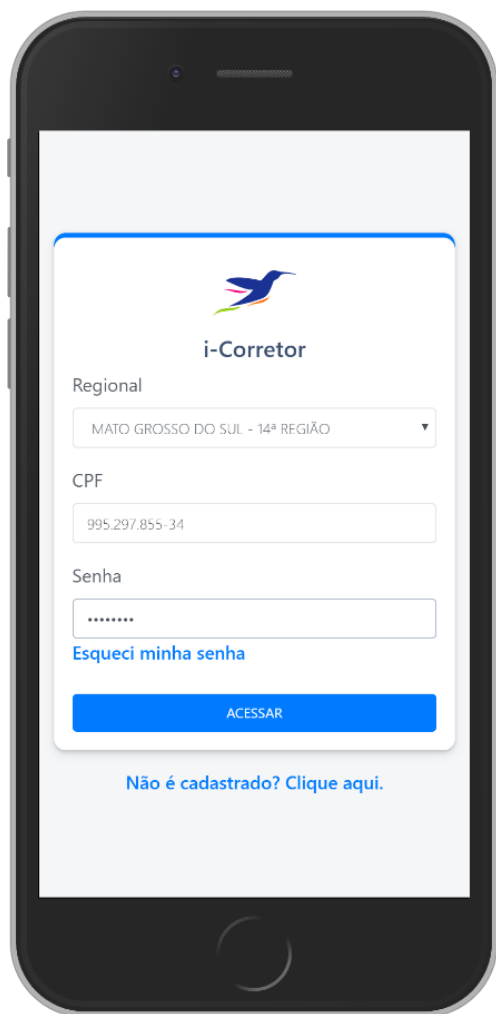 i-Corretor
Regional
MATO GROSSO DO SUL - 14ª REGIÃO
CPF
995.297.855-34
Senha
••••••••
Esqueci minha senha
ACESSAR
Não é cadastrado? Clique aqui.